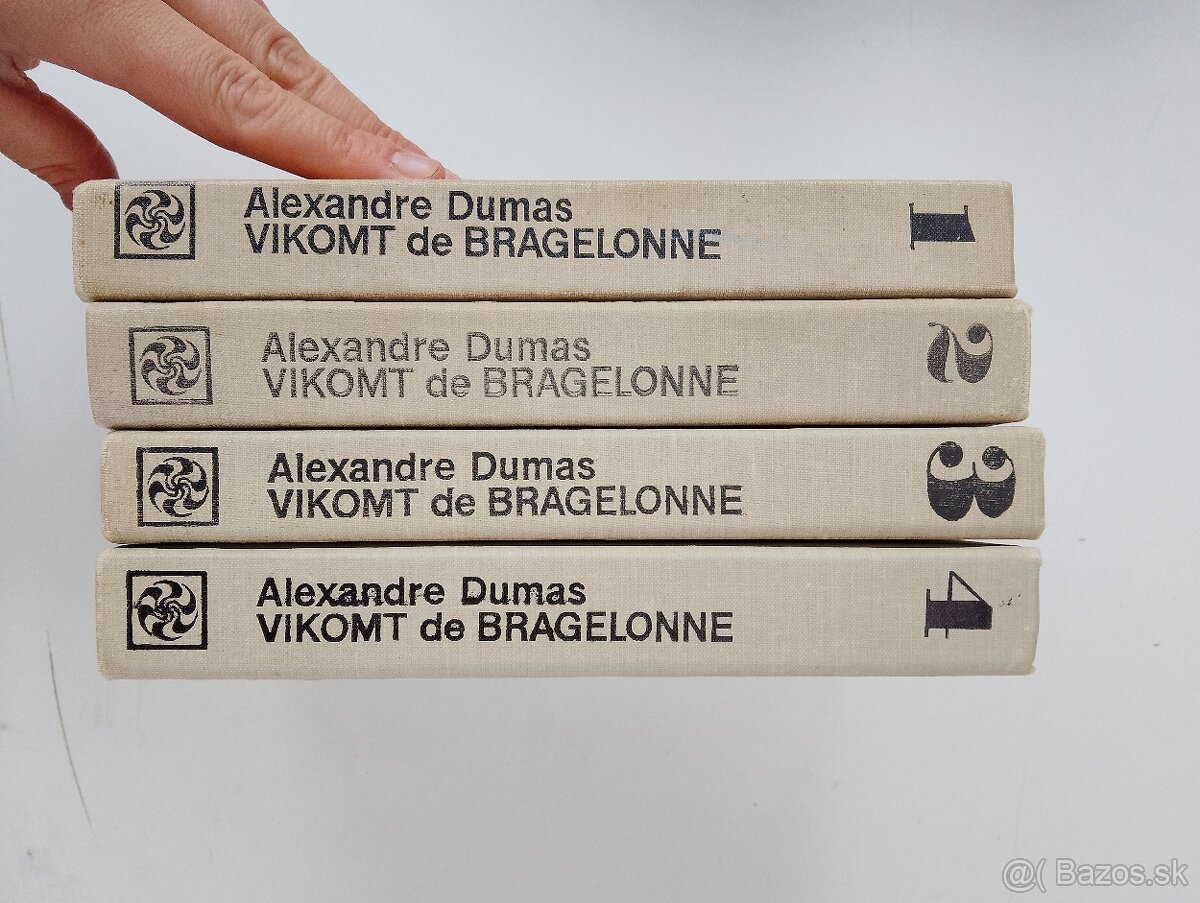 Alexandre Dumas
VIKOMT de BRAGELONNE
1
Alexandre Dumas
VIKOMT de BRAGELONNE
2
Alexandre Dumas
VIKOMT de BRAGELONNE
3
Alexandre Dumas
VIKOMT de BRAGELONNE
4
@( Bazos.sk